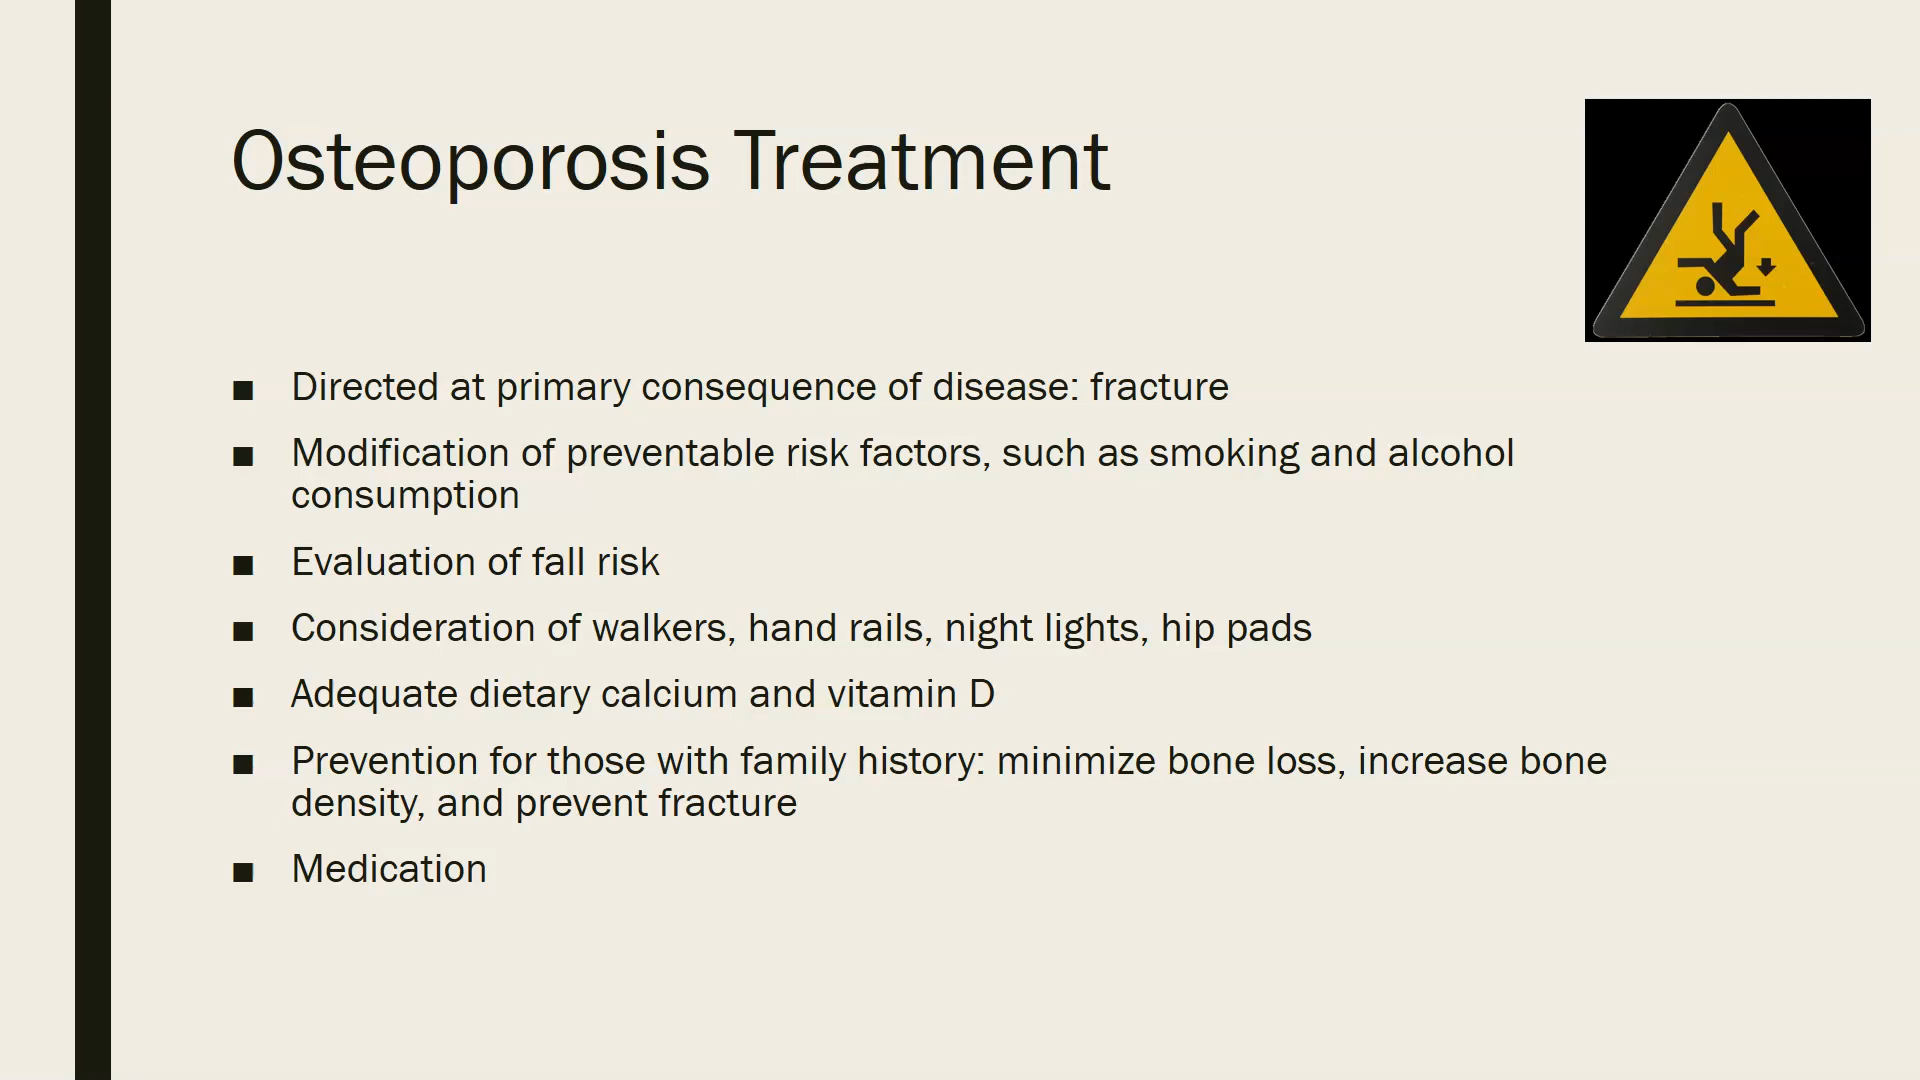 Osteoporosis Treatment
■ Directed at primary consequence of disease: fracture
■ Modification of preventable risk factors, such as smoking and alcohol
consumption
■ Evaluation of fall risk
■ Consideration of walkers, hand rails, night lights, hip pads
■ Adequate dietary calcium and vitamin D
■ Prevention for those with family history: minimize bone loss, increase bone
density, and prevent fracture
■ Medication